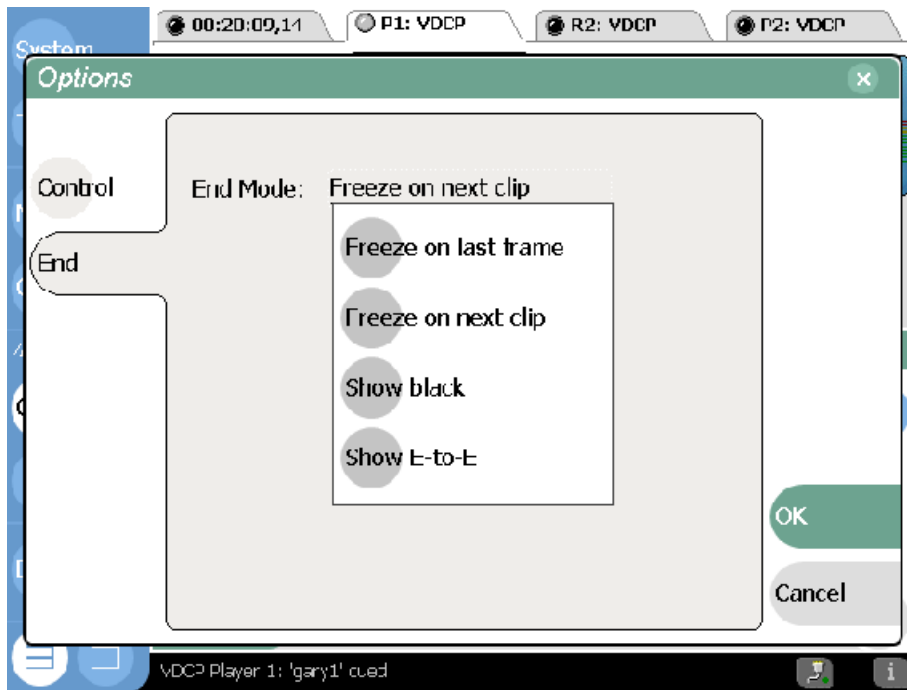 00:20:09,14
P1: VDCP
R2: VDCP
P2: VDCP
System
Options
Control
End Mode:
Freeze on next clip
End
Freeze on last frame
Freeze on next clip
Show black
Show E-to-E
OK
Cancel
VDCP Player 1: 'gary1' cued